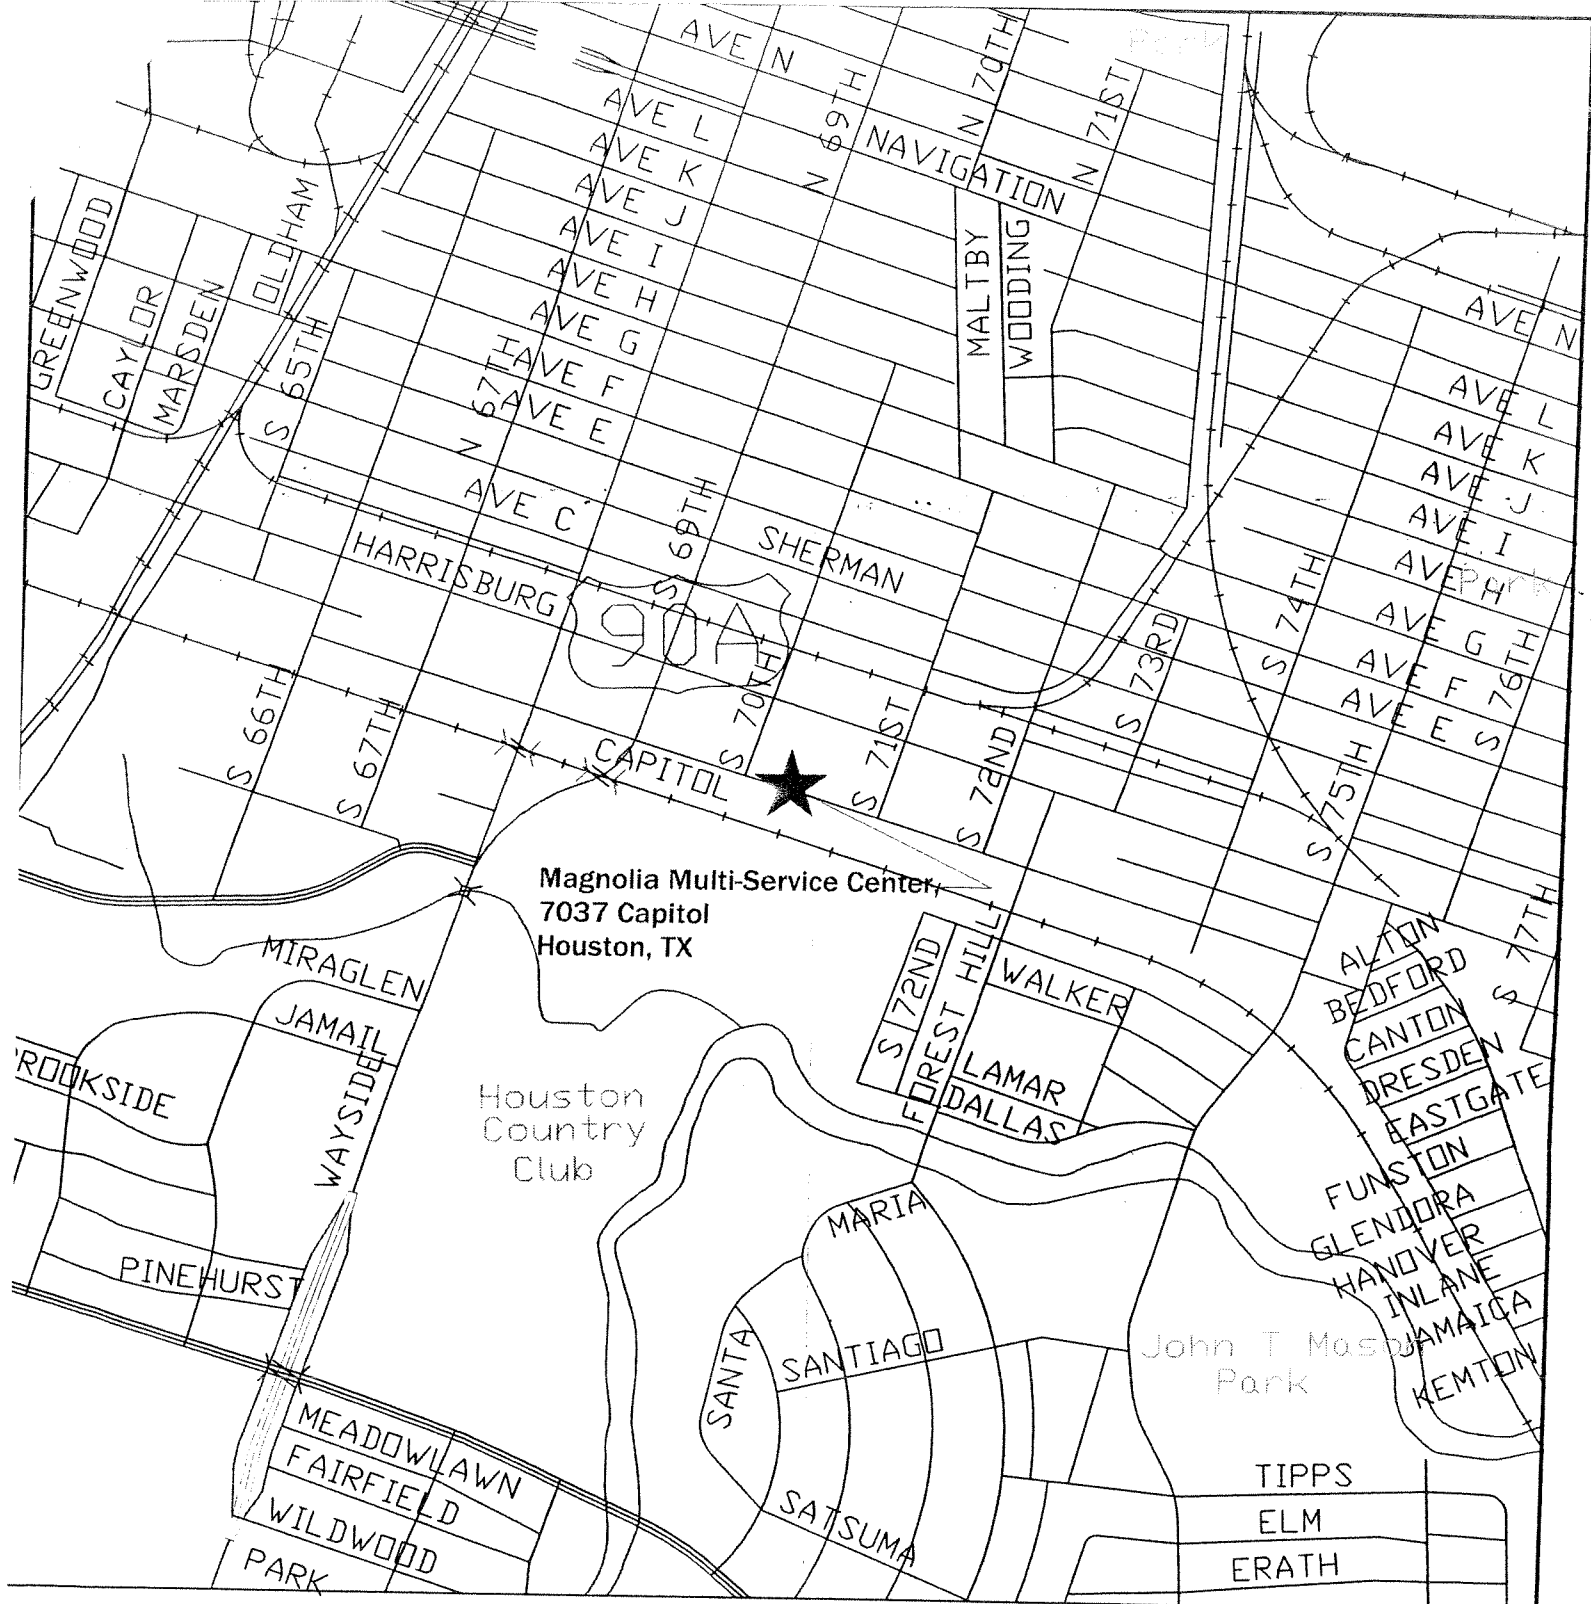 Park
AVE N
N 69TH
N 70TH
N 71ST
AVE L
AVE K
AVE J
AVE I
AVE H
AVE G
AVE F
AVE E
NAVIGATION
MALTBY
WOODING
GREENWOOD
CAYLOR
MARSDEN
OLDHAM
S 65TH
N 67TH
AVE N
AVE L
AVE K
AVE J
AVE I
AVE H
Park
AVE G
AVE F
AVE E
AVE C
HARRISBURG
S 69TH
SHERMAN
90A
S 66TH
S 67TH
CAPITOL
S 70TH
S 71ST
S 72ND
S 73RD
S 74TH
S 75TH
S 76TH
S 77TH
Magnolia Multi-Service Center
7037 Capitol
Houston, TX
MIRAGLEN
JAMAIL
WAYSIDE
ROOKSIDE
PINEHURST
Houston
Country
Club
S 72ND
FOREST HILL
WALKER
LAMAR
DALLAS
ALTON
BEDFORD
CANTON
DRESDEN
EASTGATE
FUNSTON
GLENDORA
HANOVER
INLANE
JAMAICA
KEMTON
MARIA
SANTA
SANTIAGO
SATSUMA
John T Mason
Park
MEADOWLAWN
FAIRFIELD
WILDWOOD
PARK
TIPPS
ELM
ERATH